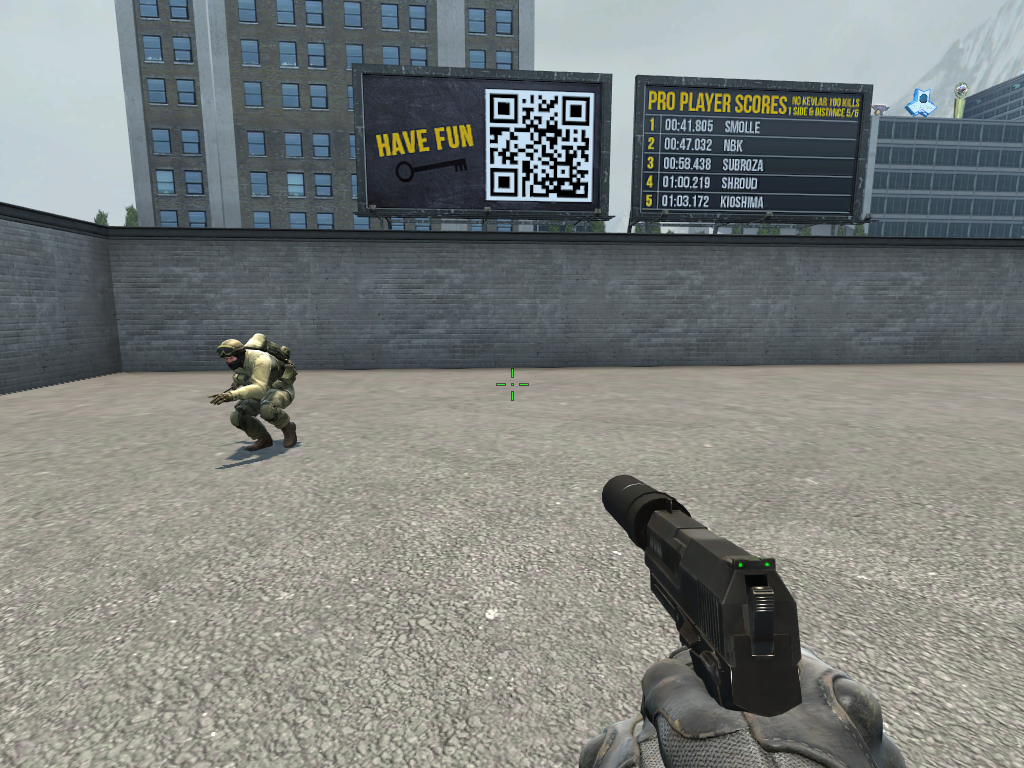 HAVE FUN
PRO PLAYER SCORES
NO KEVLAR 100 KILLS
1 SIDE & DISTANCE 5/6
1 00:41.805 SMOLLE
2 00:47.032 NBK
3 00:58.438 SUBROZA
4 01:00.219 SHROUD
5 01:03.172 KIOSHIMA